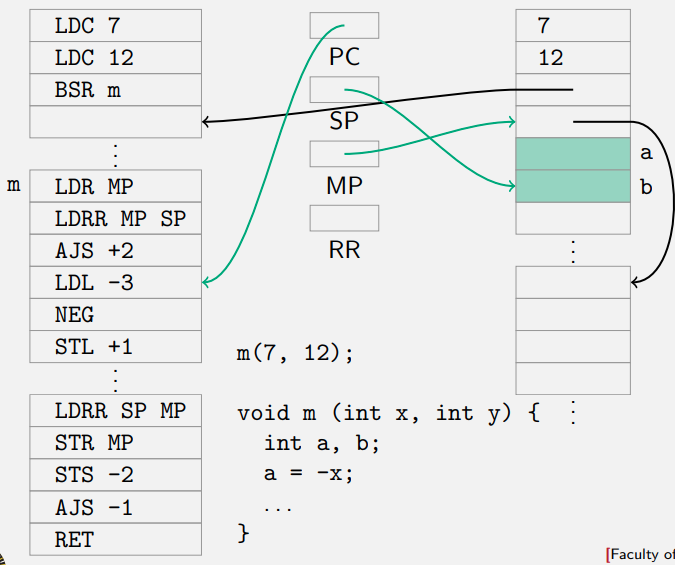 LDC 7
LDC 12
BSR m
⋮
m
LDR MP
LDRR MP SP
AJS +2
LDL -3
NEG
STL +1
⋮
LDRR SP MP
STR MP
STS -2
AJS -1
RET
PC
SP
MP
RR
m(7, 12);
void m (int x, int y) {
int a, b;
a = -x;
...
}
7
12
a
b
⋮
⋮
[Faculty of